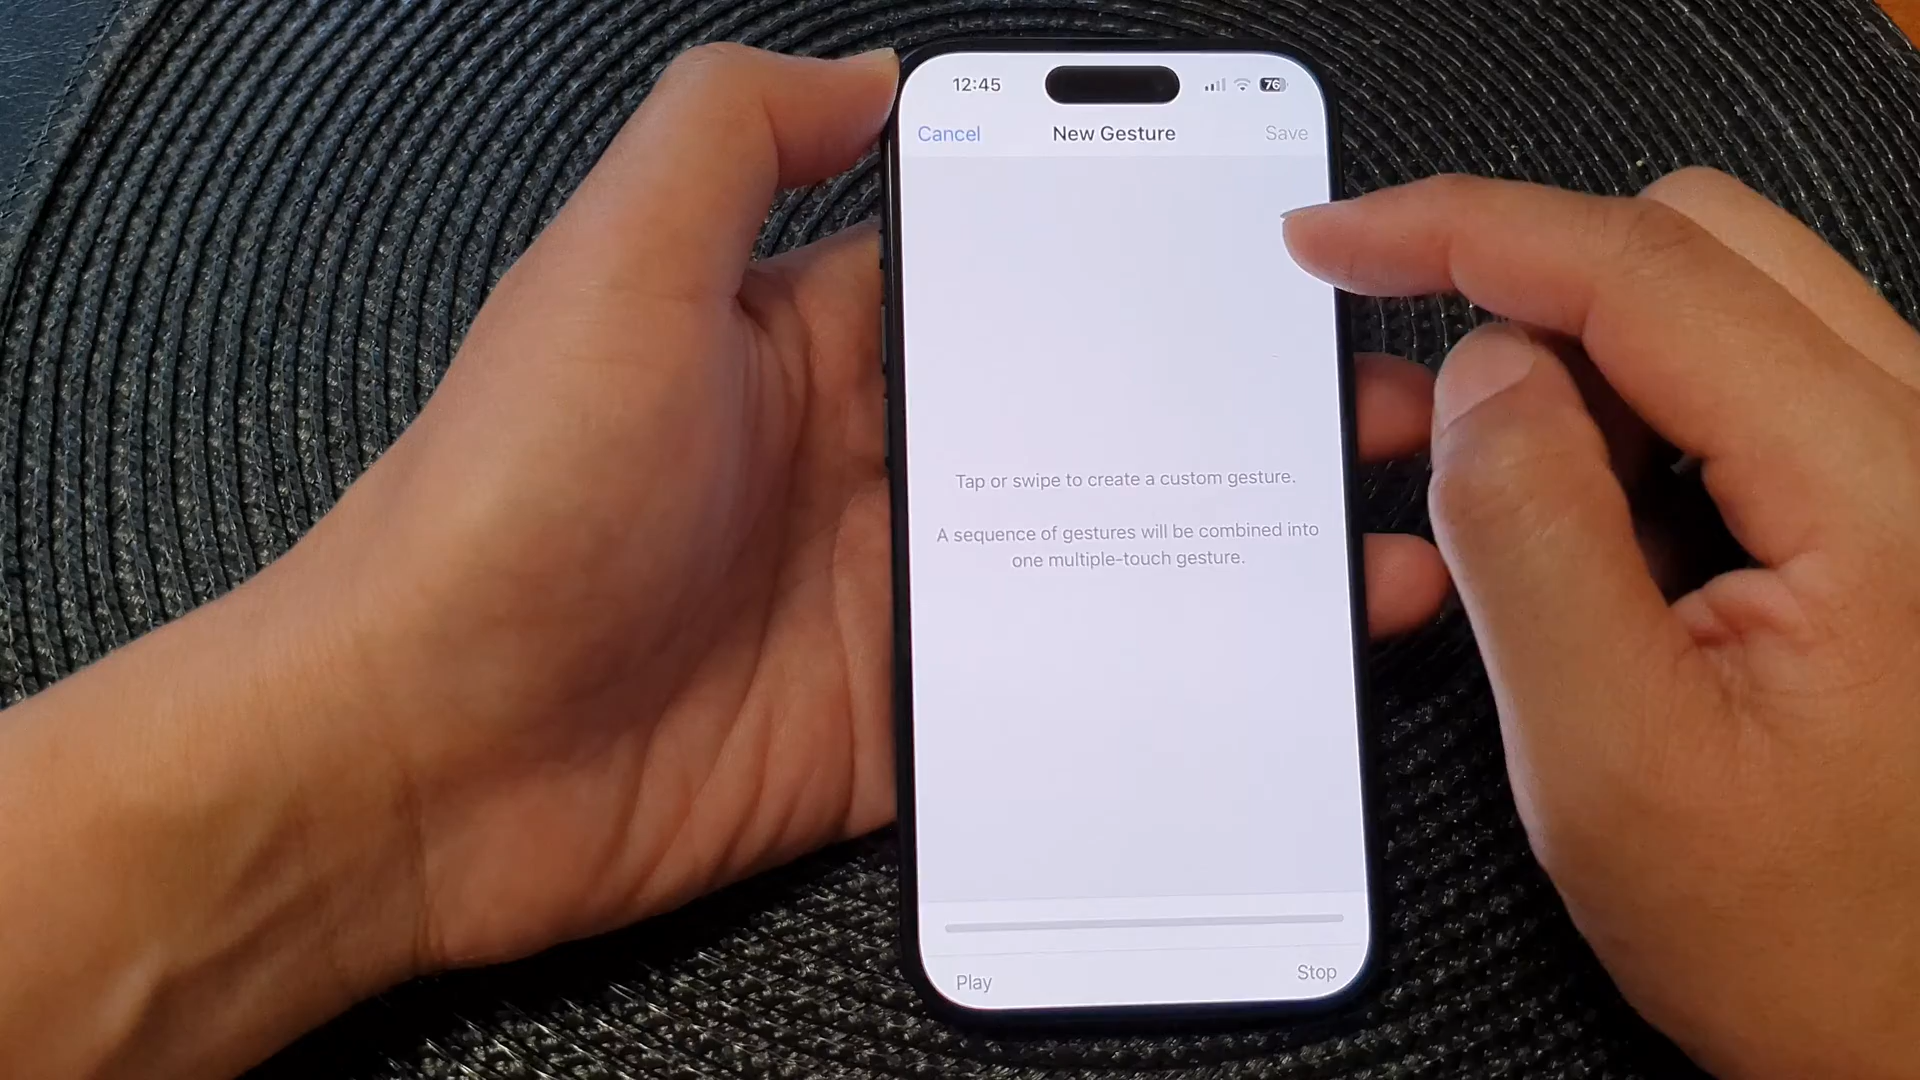 12:45
76
Cancel New Gesture Save
Tap or swipe to create a custom gesture.
A sequence of gestures will be combined into
one multiple-touch gesture.
Play Stop